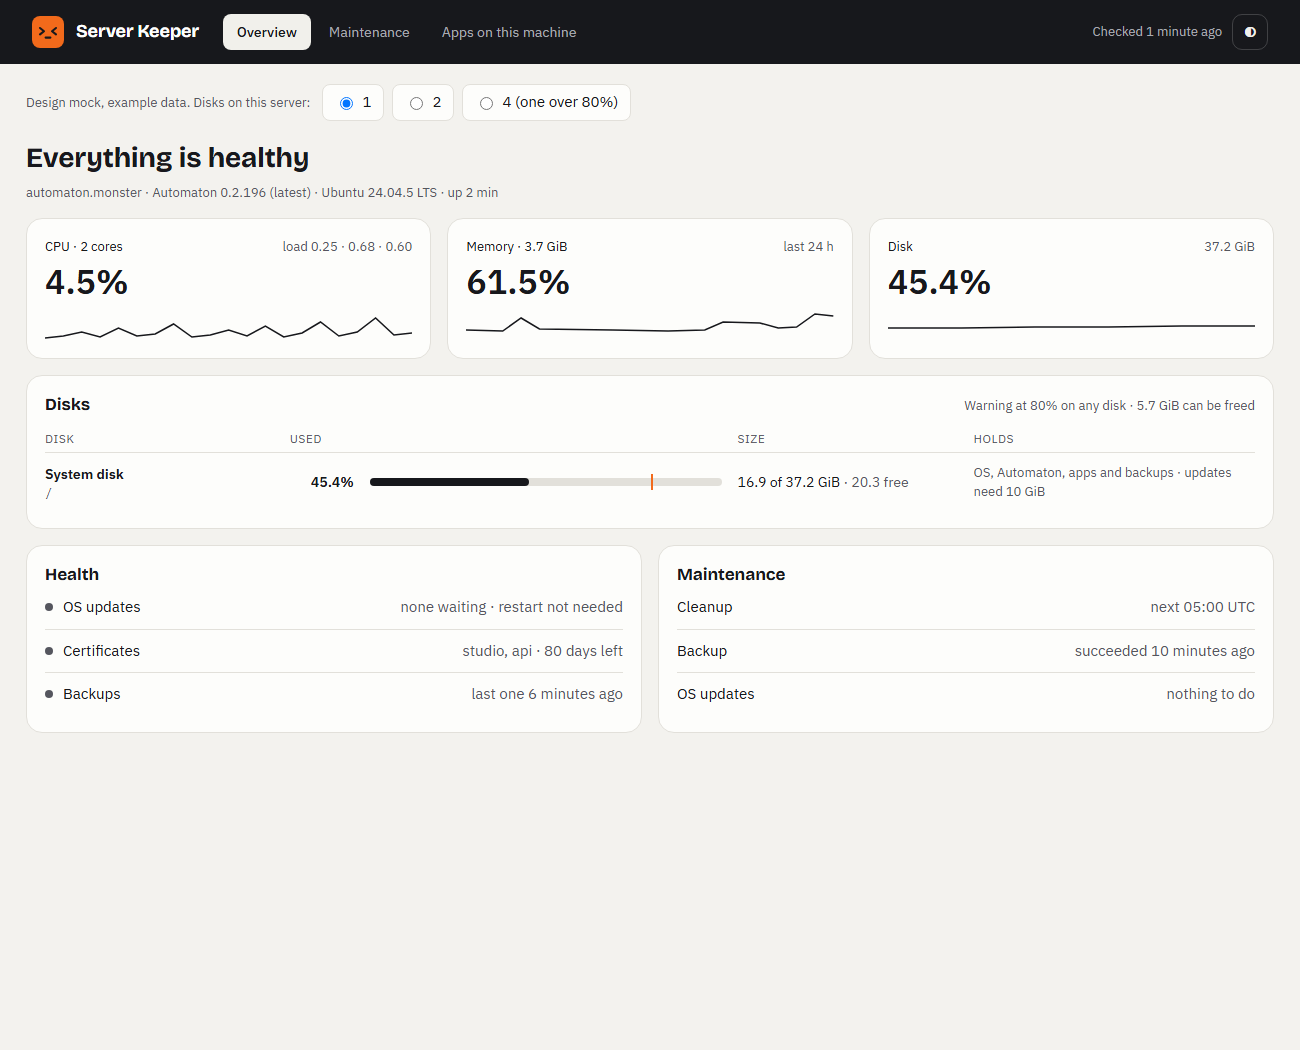 Server Keeper
Overview
Maintenance
Apps on this machine
Checked 1 minute ago
Design mock, example data. Disks on this server:
1
2
4 (one over 80%)
Everything is healthy
automaton.monster · Automaton 0.2.196 (latest) · Ubuntu 24.04.5 LTS · up 2 min
CPU · 2 cores
load 0.25 · 0.68 · 0.60
4.5%
Memory · 3.7 GiB
last 24 h
61.5%
Disk
37.2 GiB
45.4%
Disks
Warning at 80% on any disk · 5.7 GiB can be freed
DISK
USED
SIZE
HOLDS
System disk
/
45.4%
16.9 of 37.2 GiB · 20.3 free
OS, Automaton, apps and backups · updates
need 10 GiB
Health
OS updates
none waiting · restart not needed
Certificates
studio, api · 80 days left
Backups
last one 6 minutes ago
Maintenance
Cleanup
next 05:00 UTC
Backup
succeeded 10 minutes ago
OS updates
nothing to do